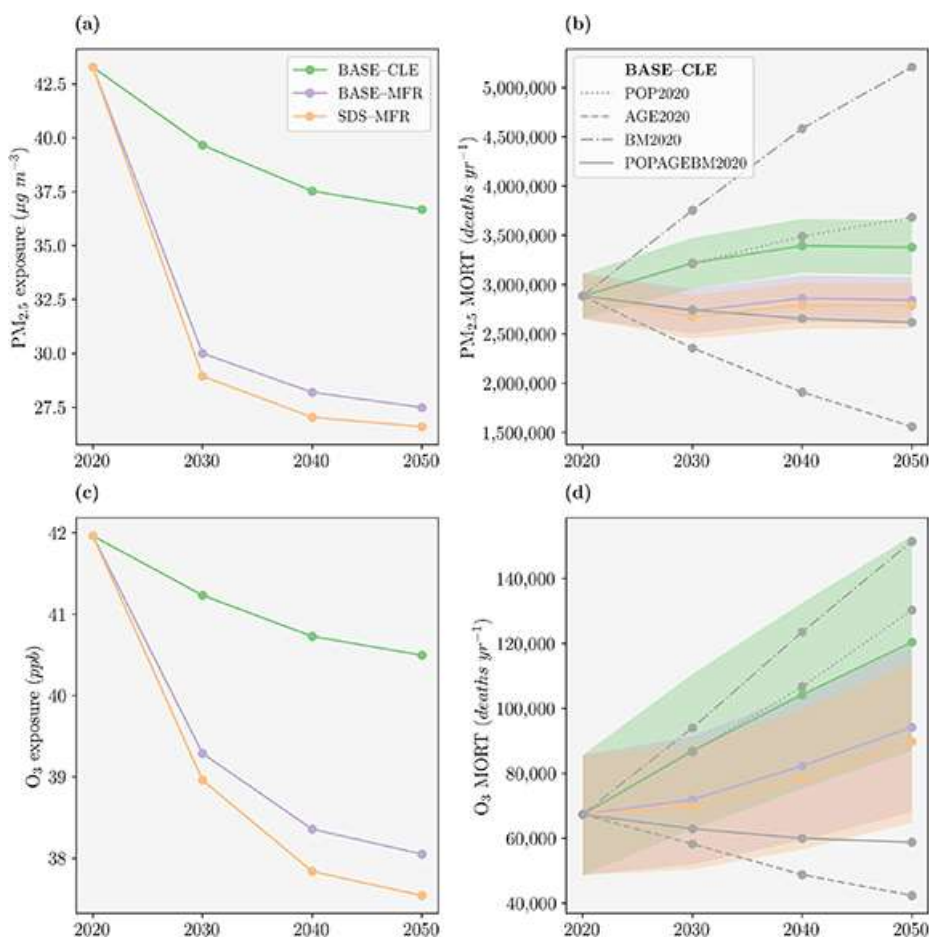 (a)
PM2.5 exposure (μg m−3)
42.5
40.0
37.5
35.0
32.5
30.0
27.5
2020 2030 2040 2050
BASE–CLE
BASE–MFR
SDS–MFR
(b)
PM2.5 MORT (deaths yr−1)
5,000,000
4,500,000
4,000,000
3,500,000
3,000,000
2,500,000
2,000,000
1,500,000
2020 2030 2040 2050
BASE–CLE
POP2020
AGE2020
BM2020
POPAGEBM2020
(c)
O3 exposure (ppb)
42
41
40
39
38
2020 2030 2040 2050
(d)
O3 MORT (deaths yr−1)
140,000
120,000
100,000
80,000
60,000
40,000
2020 2030 2040 2050